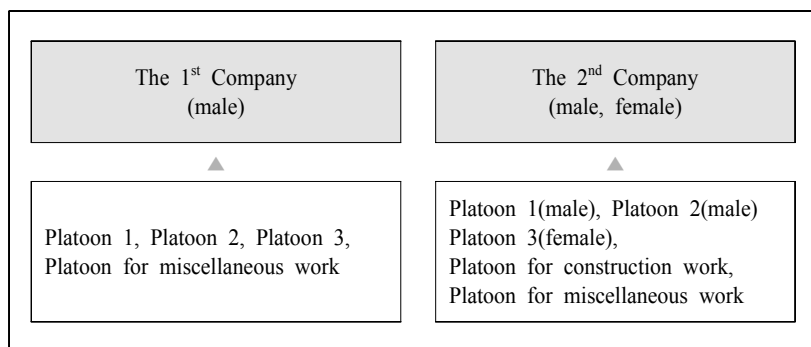 The 1st Company
(male)
The 2nd Company
(male, female)
Platoon 1, Platoon 2, Platoon 3,
Platoon for miscellaneous work
Platoon 1(male), Platoon 2(male)
Platoon 3(female),
Platoon for construction work,
Platoon for miscellaneous work